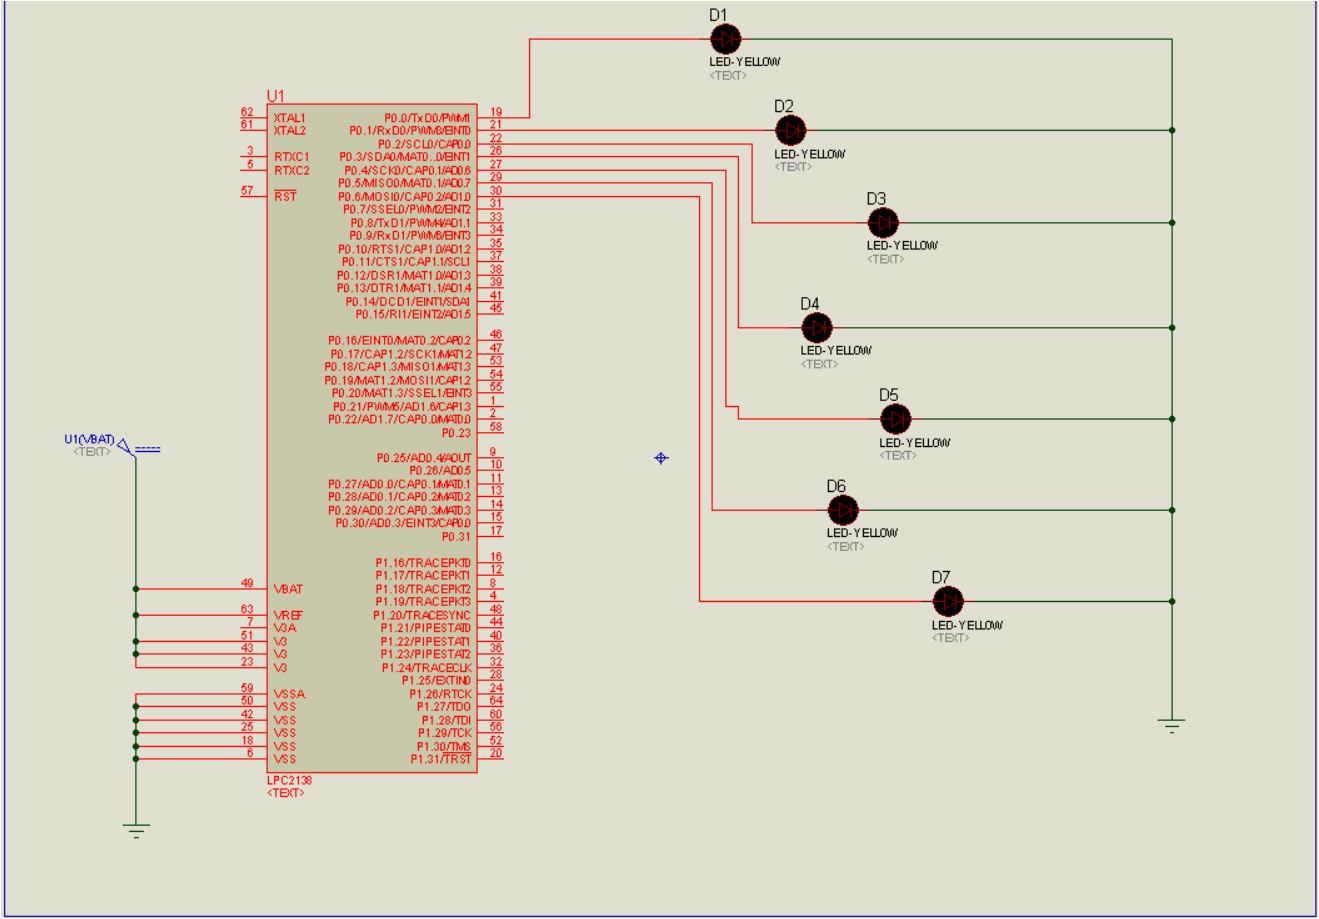 D1
LED-YELLOW
<TEXT>
D2
LED-YELLOW
<TEXT>
D3
LED-YELLOW
<TEXT>
D4
LED-YELLOW
<TEXT>
D5
LED-YELLOW
<TEXT>
D6
LED-YELLOW
<TEXT>
D7
LED-YELLOW
<TEXT>
U1
62 XTAL1
61 XTAL2
3 RTXC1
5 RTXC2
57 RST
U1(VBAT)
<TEXT>
49 VBAT
63 VREF
7 V3A
51 V3
43 V3
23 V3
59 VSSA
50 VSS
42 VSS
25 VSS
18 VSS
6 VSS
P0.0/TxD0/PWM1 19
P0.1/RxD0/PWM3/EINT0 21
P0.2/SCL0/CAP0.0 22
P0.3/SDA0/MAT0..0/EINT1 26
P0.4/SCK0/CAP0.1/AD0.6 27
P0.5/MISO0/MAT0.1/AD0.7 29
P0.6/MOSI0/CAP0.2/AD1.0 30
P0.7/SSEL0/PWM2/EINT2 31
P0.8/TxD1/PWM4/AD1.1 33
P0.9/RxD1/PWM6/EINT3 34
P0.10/RTS1/CAP1.0/AD1.2 35
P0.11/CTS1/CAP1.1/SCL1 37
P0.12/DSR1/MAT1.0/AD1.3 38
P0.13/DTR1/MAT1.1/AD1.4 39
P0.14/DCD1/EINT1/SDA1 41
P0.15/RI1/EINT2/AD1.5 45
P0.16/EINT0/MAT0.2/CAP0.2 46
P0.17/CAP1.2/SCK1/MAT1.2 47
P0.18/CAP1.3/MISO1/MAT1.3 53
P0.19/MAT1.2/MOSI1/CAP1.2 54
P0.20/MAT1.3/SSEL1/EINT3 55
P0.21/PWM5/AD1.6/CAP1.3 1
P0.22/AD1.7/CAP0.0/MAT0.0 2
P0.23 58
P0.25/AD0.4/AOUT 9
P0.26/AD0.5 10
P0.27/AD0.0/CAP0.1/MAT0.1 11
P0.28/AD0.1/CAP0.2/MAT0.2 13
P0.29/AD0.2/CAP0.3/MAT0.3 14
P0.30/AD0.3/EINT3/CAP0.0 15
P0.31 17
P1.16/TRACEPKT0 16
P1.17/TRACEPKT1 12
P1.18/TRACEPKT2 8
P1.19/TRACEPKT3 4
P1.20/TRACESYNC 48
P1.21/PIPESTAT0 44
P1.22/PIPESTAT1 40
P1.23/PIPESTAT2 36
P1.24/TRACECLK 32
P1.25/EXTIN0 28
P1.26/RTCK 24
P1.27/TDO 64
P1.28/TDI 60
P1.29/TCK 56
P1.30/TMS 52
P1.31/TRST 20
LPC2138
<TEXT>